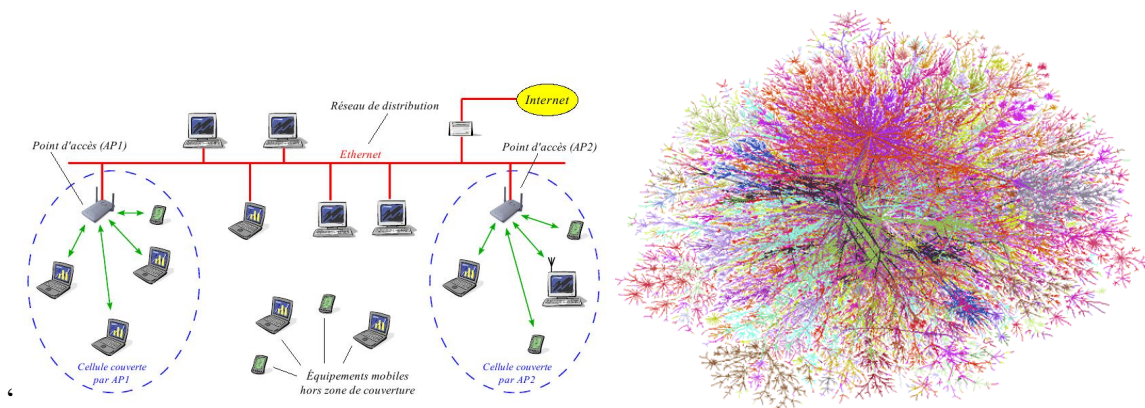 Internet
Réseau de distribution
Point d'accès (AP1)
Point d'accès (AP2)
Ethernet
Cellule couverte
par AP1
Équipements mobiles
hors zone de couverture
Cellule couverte
par AP2
‘